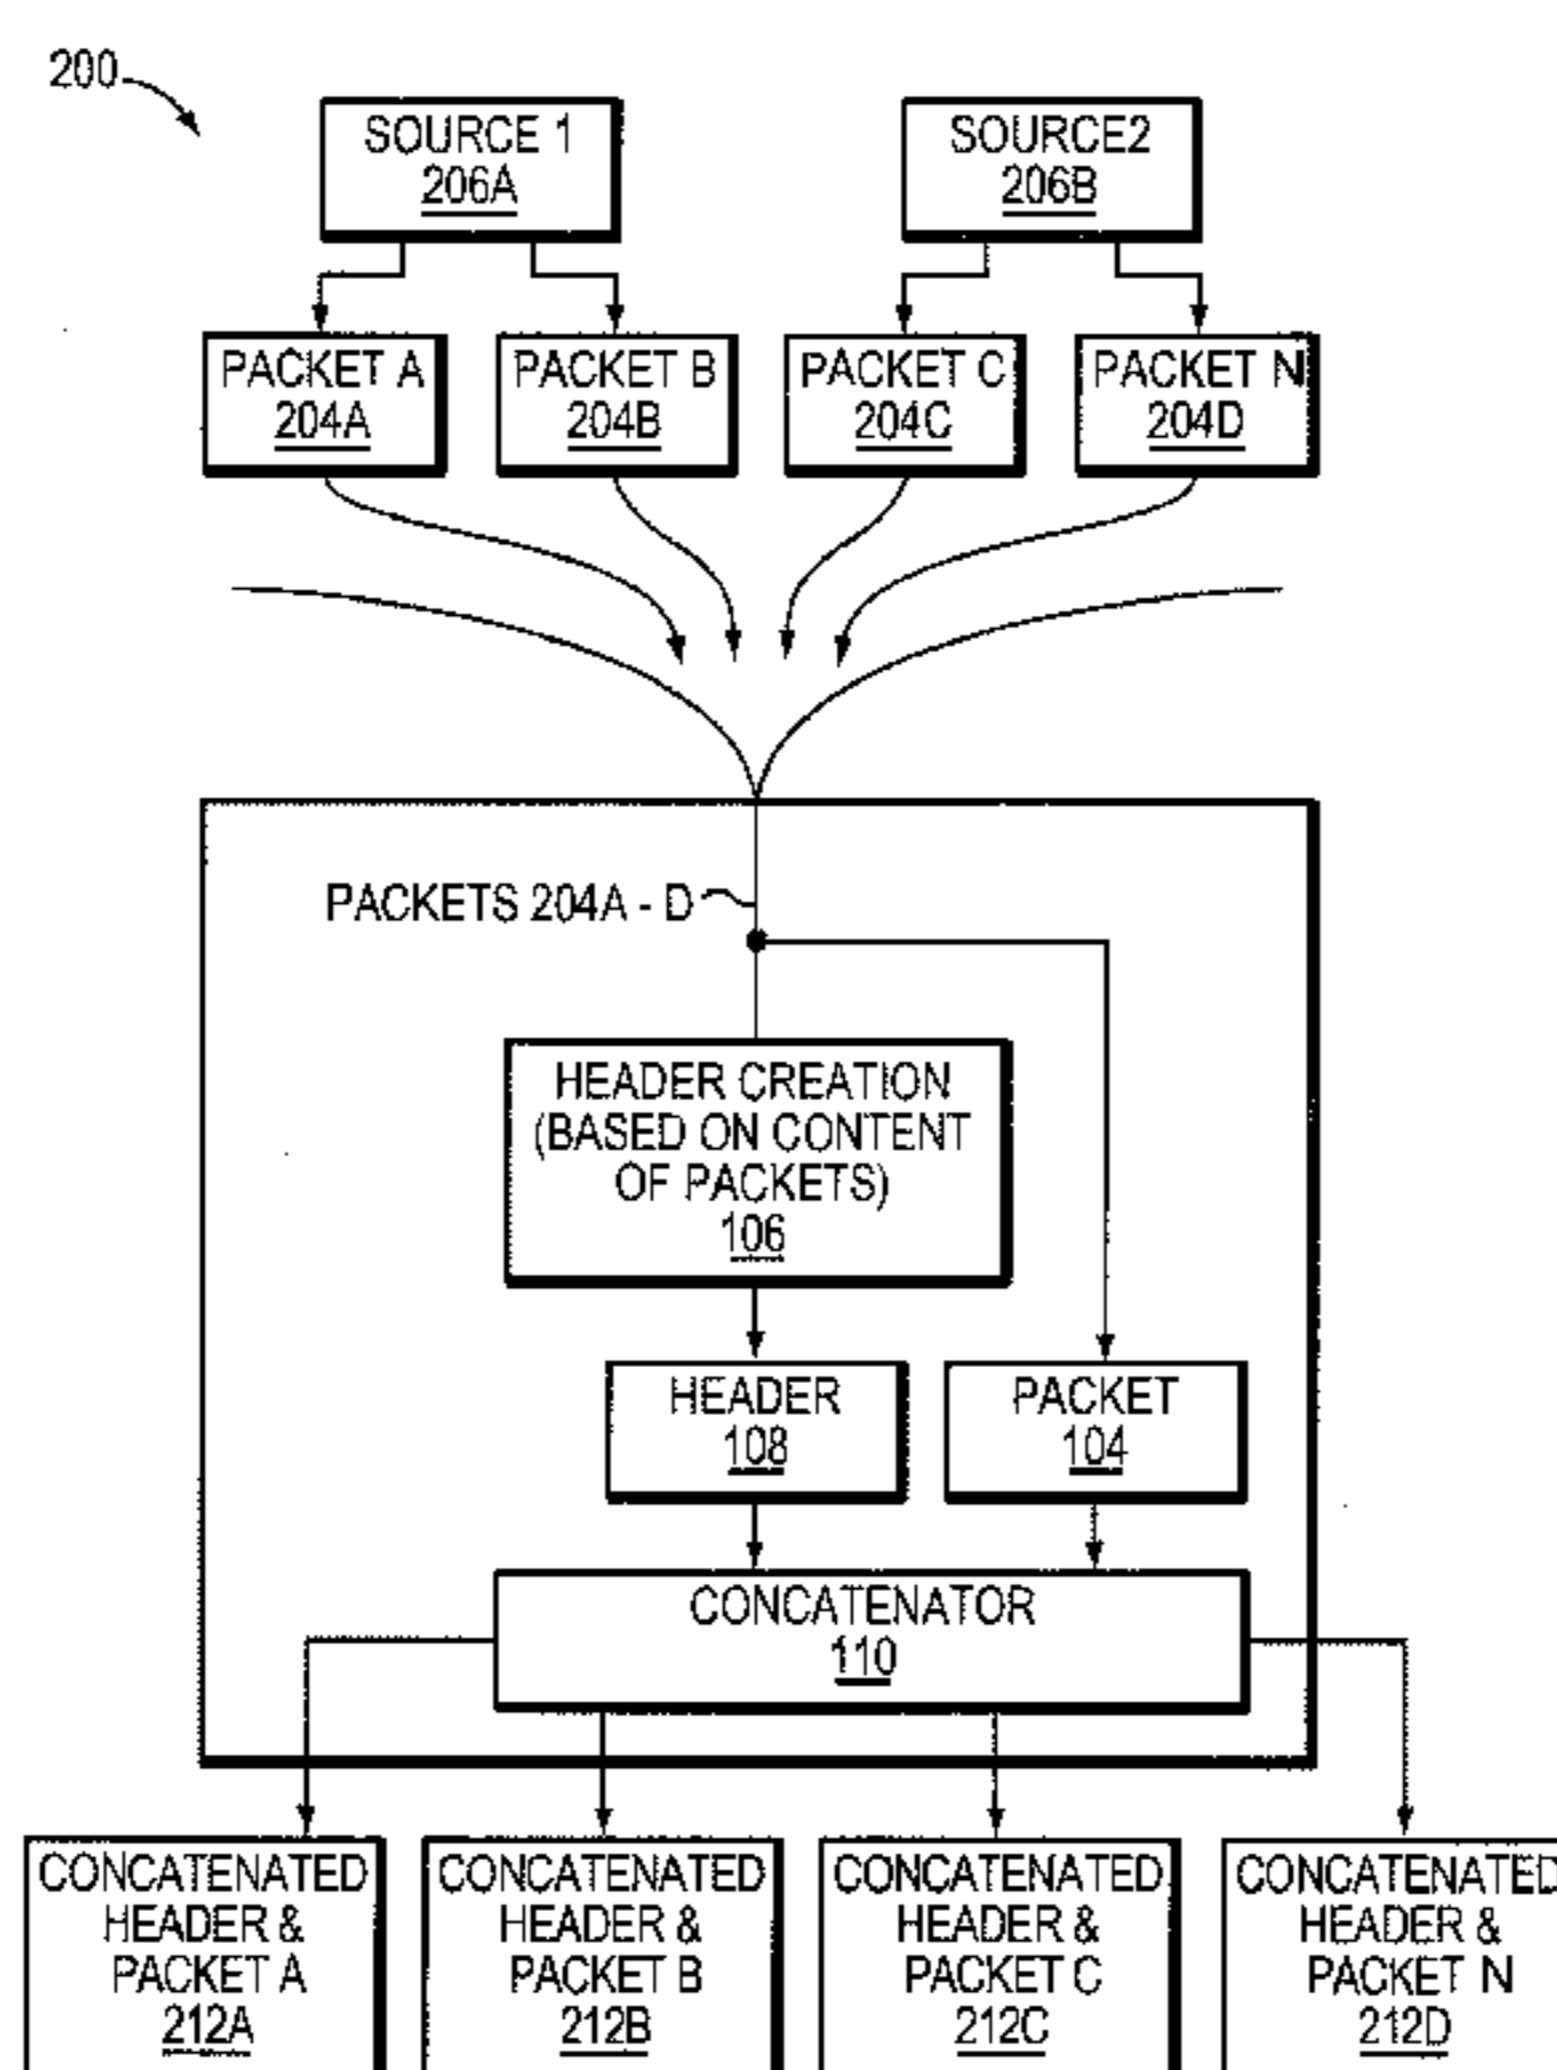 200
SOURCE 1
206A
SOURCE2
206B
PACKET A
204A
PACKET B
204B
PACKET C
204C
PACKET N
204D
PACKETS 204A - D
HEADER CREATION
(BASED ON CONTENT
OF PACKETS)
106
HEADER
108
PACKET
104
CONCATENATOR
110
CONCATENATED
HEADER &
PACKET A
212A
CONCATENATED
HEADER &
PACKET B
212B
CONCATENATED
HEADER &
PACKET C
212C
CONCATENATED
HEADER &
PACKET N
212D